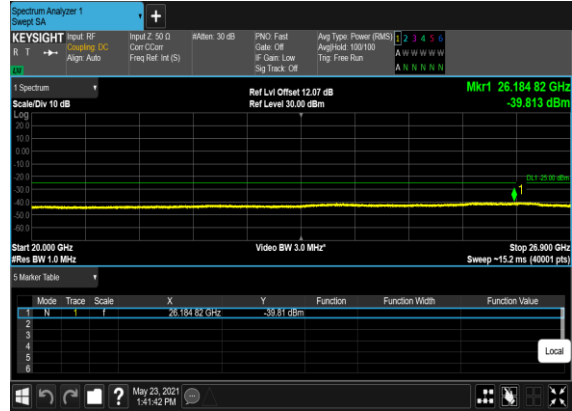 Spectrum Analyzer 1
Swept SA
+
KEYSIGHT Input: RF Input Z: 50 Ω #Atten: 30 dB PNO: Fast Avg Type: Power (RMS) 1 2 3 4 5 6
R T Coupling: DC Corr CCorr Gate: Off Avg|Hold: 100/100 A W W W W W
Align: Auto Freq Ref: Int (S) IF Gain: Low Trig: Free Run
LW Sig Track: Off A N N N N N
1 Spectrum Ref Lvl Offset 12.07 dB Mkr1 26.184 82 GHz
Scale/Div 10 dB Ref Level 30.00 dBm -39.813 dBm
Log
20.0
10.0
0.00
-10.0
-20.0 DL1 -25.00 dBm
-30.0 1
-40.0
-50.0
-60.0
Start 20.000 GHz Video BW 3.0 MHz* Stop 26.900 GHz
#Res BW 1.0 MHz Sweep ~15.2 ms (40001 pts)
5 Marker Table
Mode Trace Scale X Y Function Function Width Function Value
1 N 1 f 26.184 82 GHz -39.81 dBm
2
3
4
5
6
Local
? May 23, 2021
1:41:42 PM